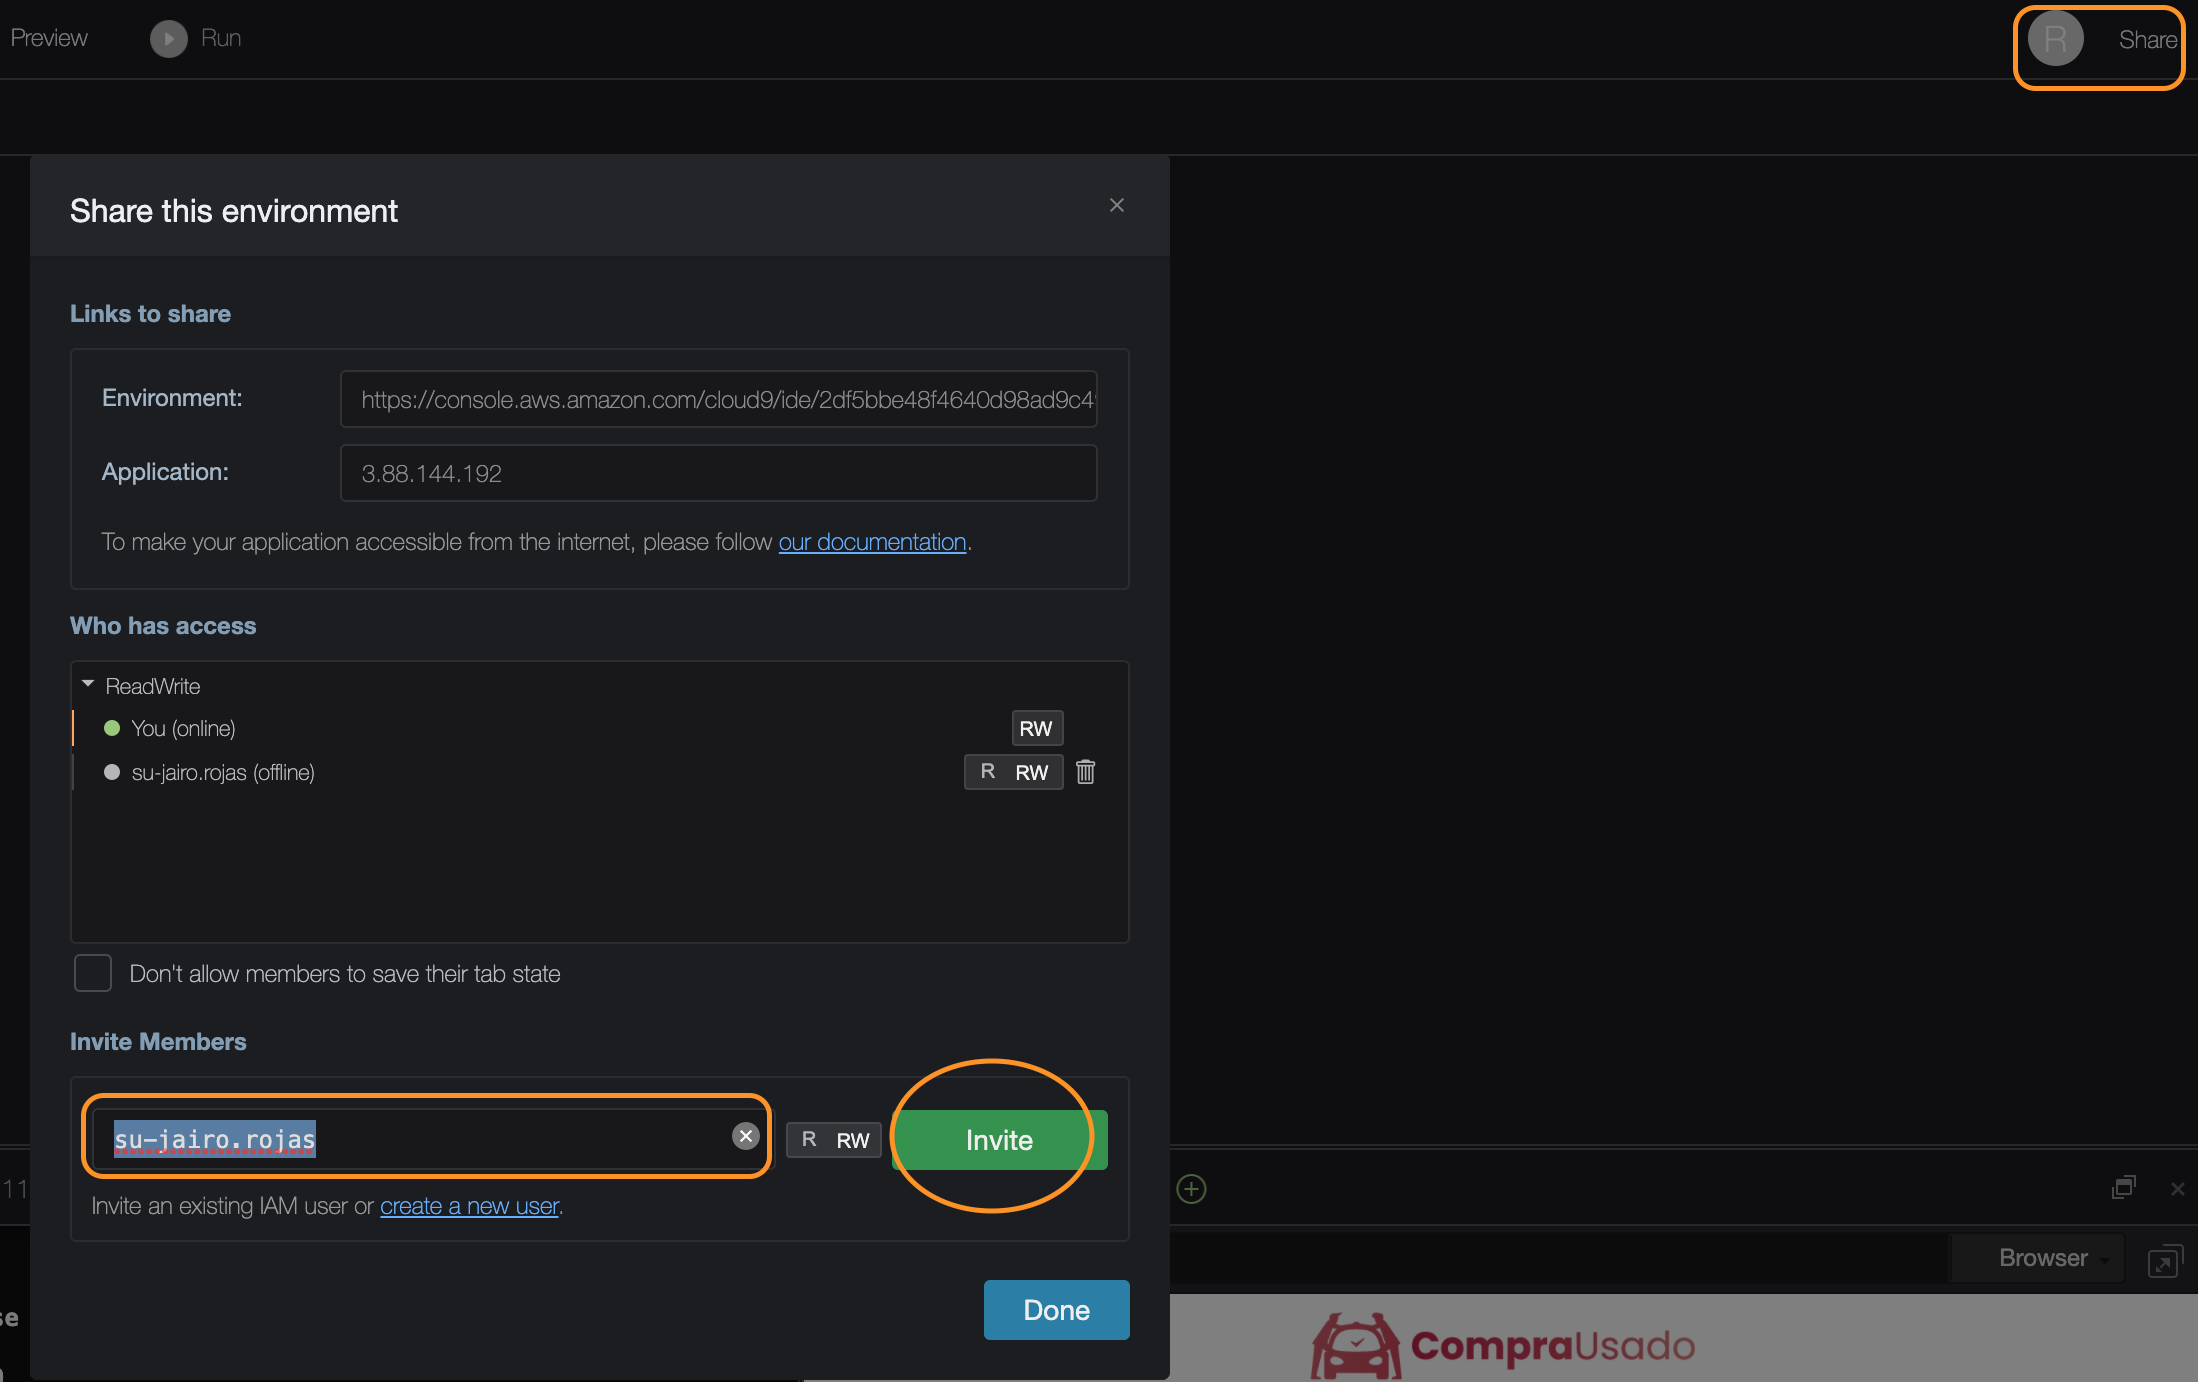 Preview Run R Share
Share this environment
Links to share
Environment: https://console.aws.amazon.com/cloud9/ide/2df5bbe48f4640d98ad9c4
Application: 3.88.144.192
To make your application accessible from the internet, please follow our documentation.
Who has access
ReadWrite
You (online) RW
su-jairo.rojas (offline) R RW
Don't allow members to save their tab state
Invite Members
su-jairo.rojas R RW Invite
11
Invite an existing IAM user or create a new user.
Browser
Done
se
CompraUsado